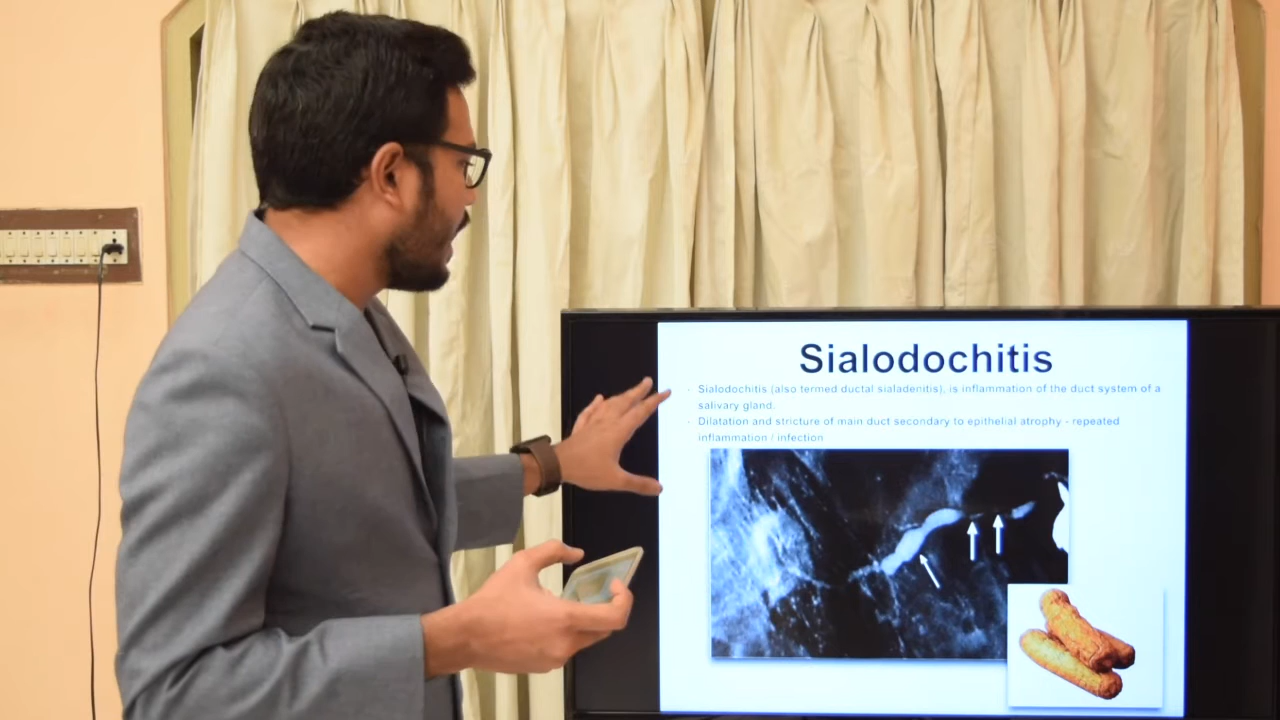 Sialodochitis
· Sialodochitis (also termed ductal sialadenitis), is inflammation of the duct system of a
salivary gland.
· Dilatation and stricture of main duct secondary to epithelial atrophy - repeated
inflammation / infection